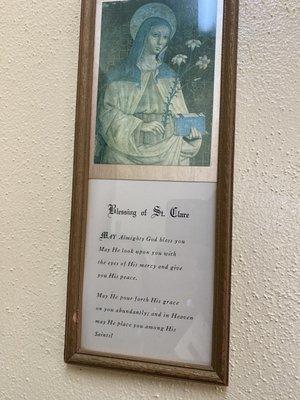 Blessing of St. Clare
MAY Almighty God bless you
May He look upon you with
the eyes of His mercy and give
you His peace.
May He pour forth His grace
on you abundantly; and in Heaven
may He place you among His
Saints!